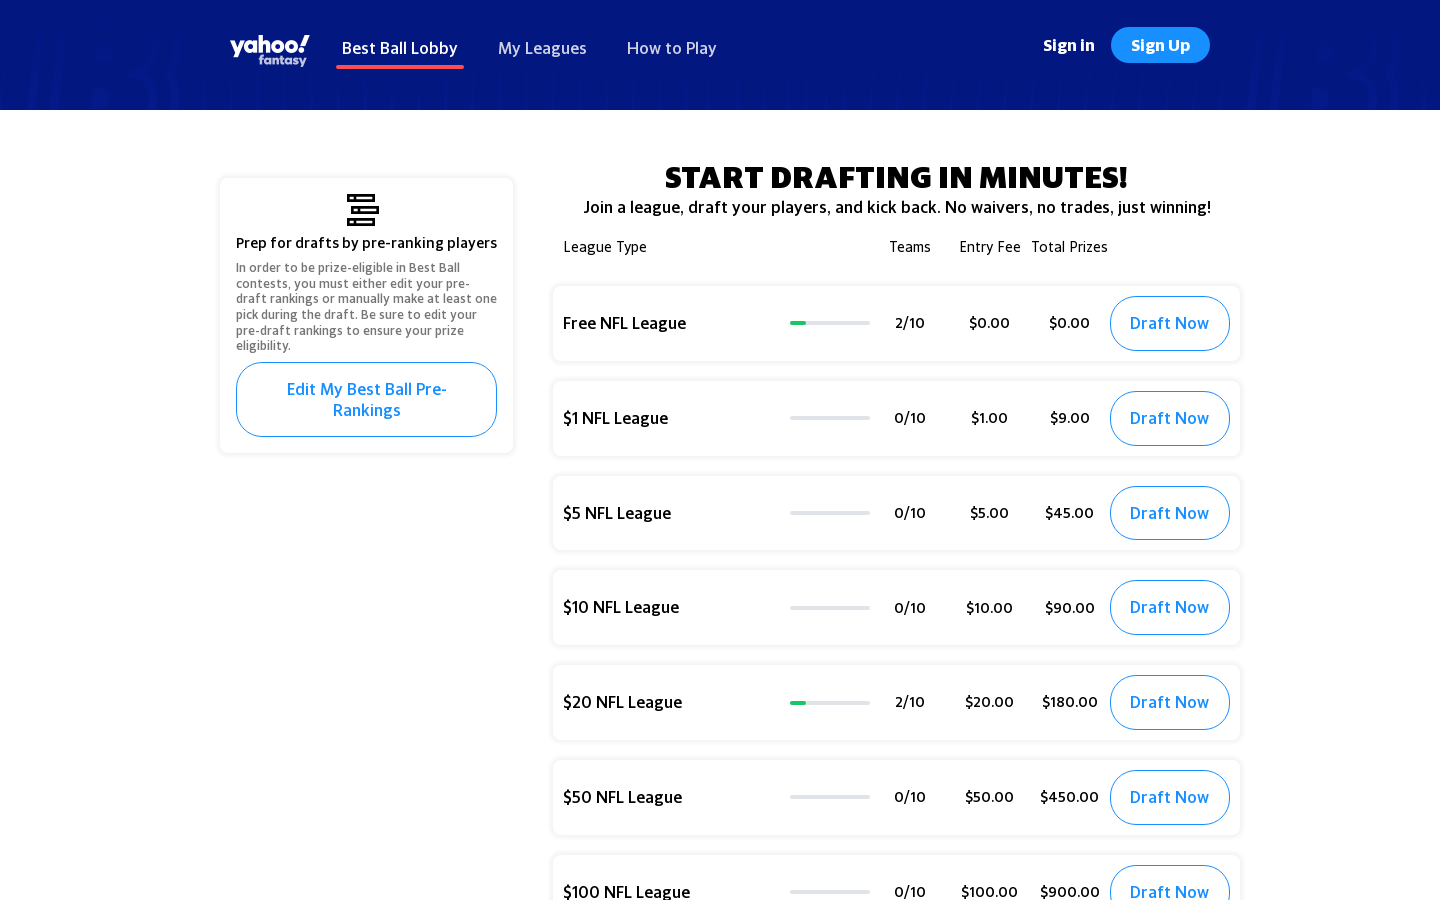 yahoo! fantasy
Best Ball Lobby
My Leagues
How to Play
Sign in
Sign Up
Prep for drafts by pre-ranking players
In order to be prize-eligible in Best Ball
contests, you must either edit your pre-
draft rankings or manually make at least one
pick during the draft. Be sure to edit your
pre-draft rankings to ensure your prize
eligibility.
Edit My Best Ball Pre-
Rankings
START DRAFTING IN MINUTES!
Join a league, draft your players, and kick back. No waivers, no trades, just winning!
League Type Teams Entry Fee Total Prizes
Free NFL League 2/10 $0.00 $0.00 Draft Now
$1 NFL League 0/10 $1.00 $9.00 Draft Now
$5 NFL League 0/10 $5.00 $45.00 Draft Now
$10 NFL League 0/10 $10.00 $90.00 Draft Now
$20 NFL League 2/10 $20.00 $180.00 Draft Now
$50 NFL League 0/10 $50.00 $450.00 Draft Now
$100 NFL League 0/10 $100.00 $900.00 Draft Now